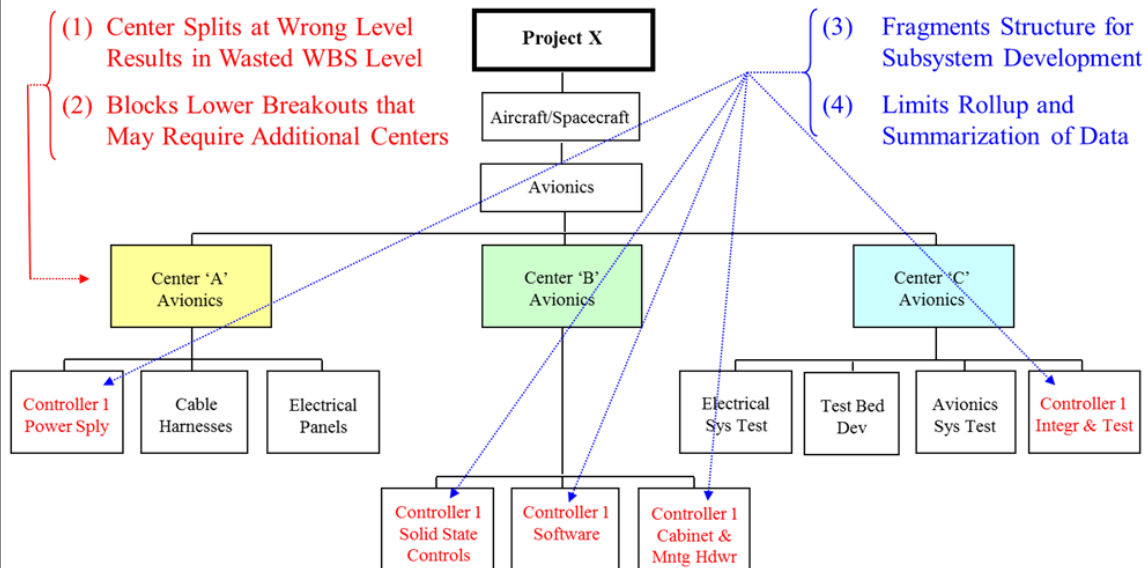 (1) Center Splits at Wrong Level
Results in Wasted WBS Level
(2) Blocks Lower Breakouts that
May Require Additional Centers
Project X
(3) Fragments Structure for
Subsystem Development
(4) Limits Rollup and
Summarization of Data
Aircraft/Spacecraft
Avionics
Center ‘A’
Avionics
Center ‘B’
Avionics
Center ‘C’
Avionics
Controller 1
Power Sply
Cable
Harnesses
Electrical
Panels
Electrical
Sys Test
Test Bed
Dev
Avionics
Sys Test
Controller 1
Integr & Test
Controller 1
Solid State
Controls
Controller 1
Software
Controller 1
Cabinet &
Mntg Hdwr